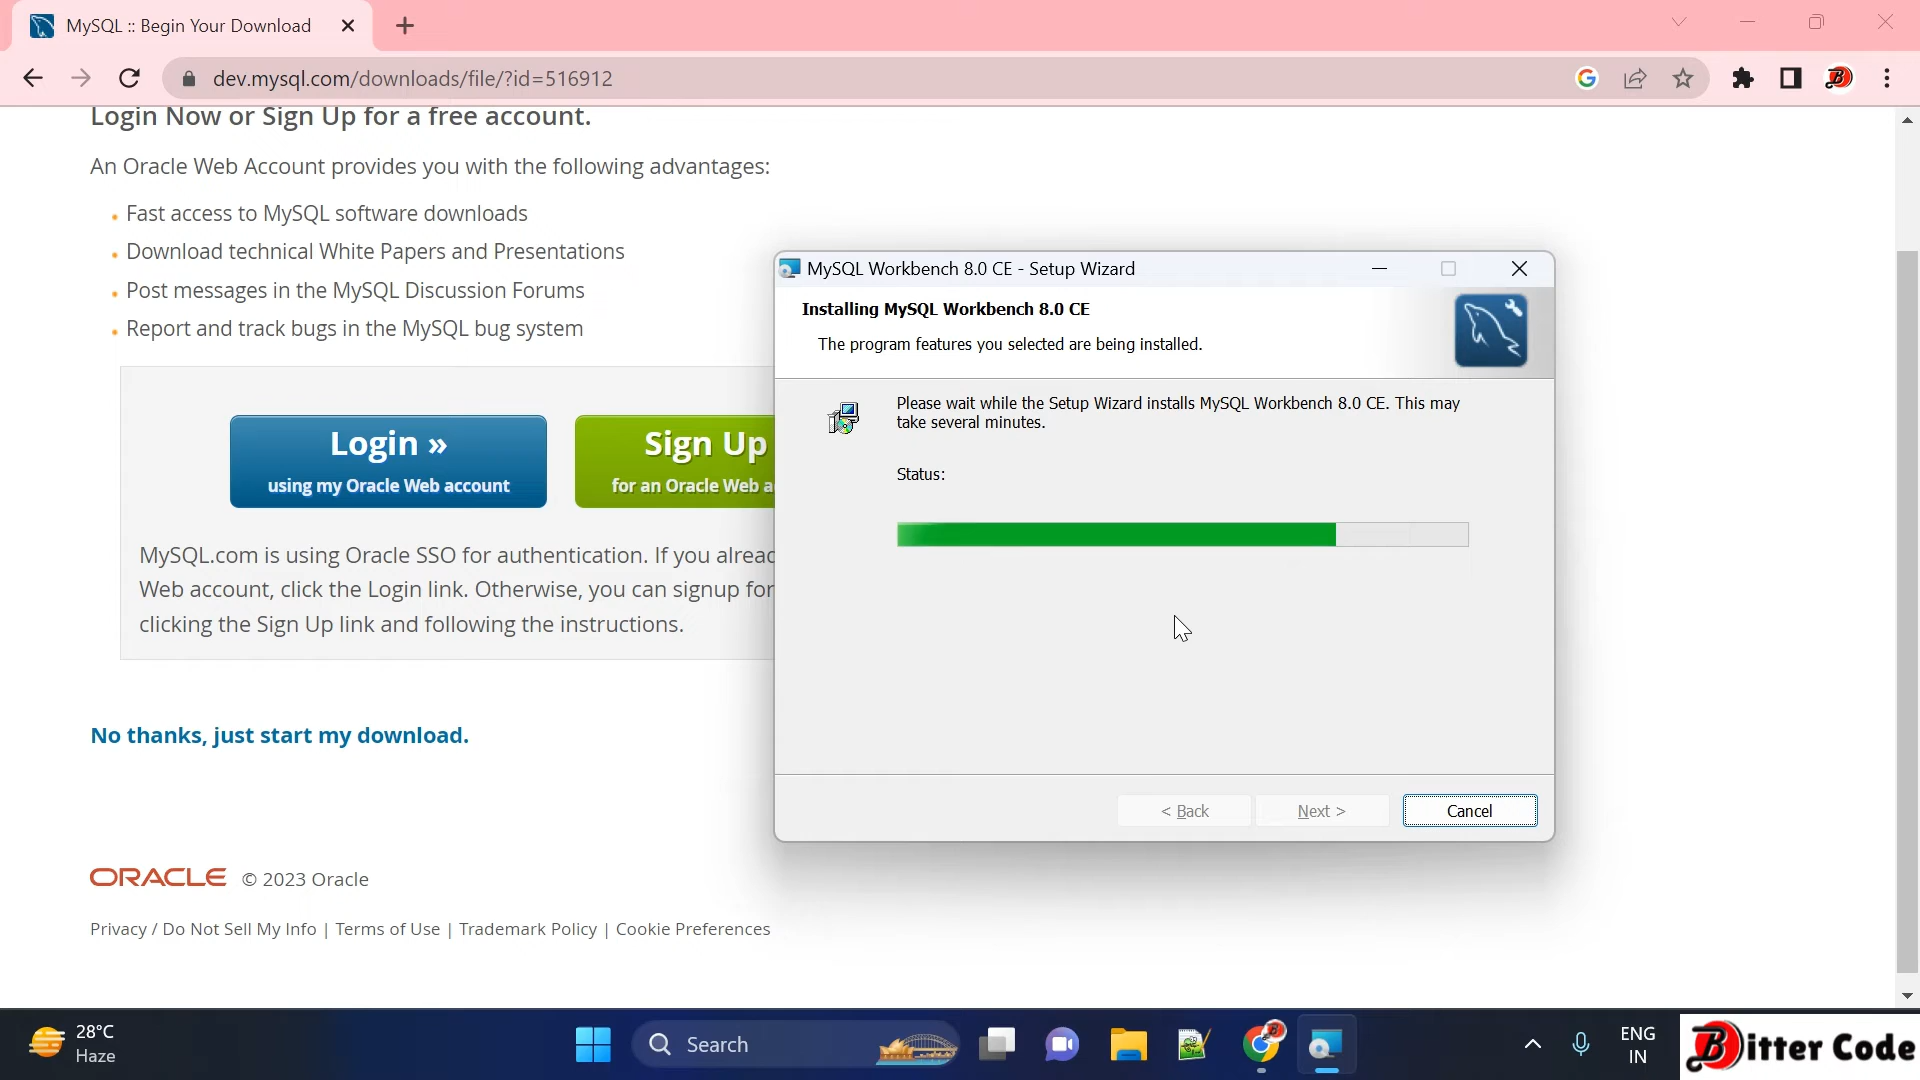 MySQL :: Begin Your Download
dev.mysql.com/downloads/file/?id=516912
Login Now or Sign Up for a free account.
An Oracle Web Account provides you with the following advantages:
Fast access to MySQL software downloads
Download technical White Papers and Presentations
Post messages in the MySQL Discussion Forums
Report and track bugs in the MySQL bug system
Login »
using my Oracle Web account
Sign Up
for an Oracle Web a
MySQL.com is using Oracle SSO for authentication. If you alread
Web account, click the Login link. Otherwise, you can signup for
clicking the Sign Up link and following the instructions.
No thanks, just start my download.
ORACLE © 2023 Oracle
Privacy / Do Not Sell My Info | Terms of Use | Trademark Policy | Cookie Preferences
MySQL Workbench 8.0 CE - Setup Wizard
Installing MySQL Workbench 8.0 CE
The program features you selected are being installed.
Please wait while the Setup Wizard installs MySQL Workbench 8.0 CE. This may
take several minutes.
Status:
< Back
Next >
Cancel
28°C
Haze
Search
ENG
IN
Bitter Code